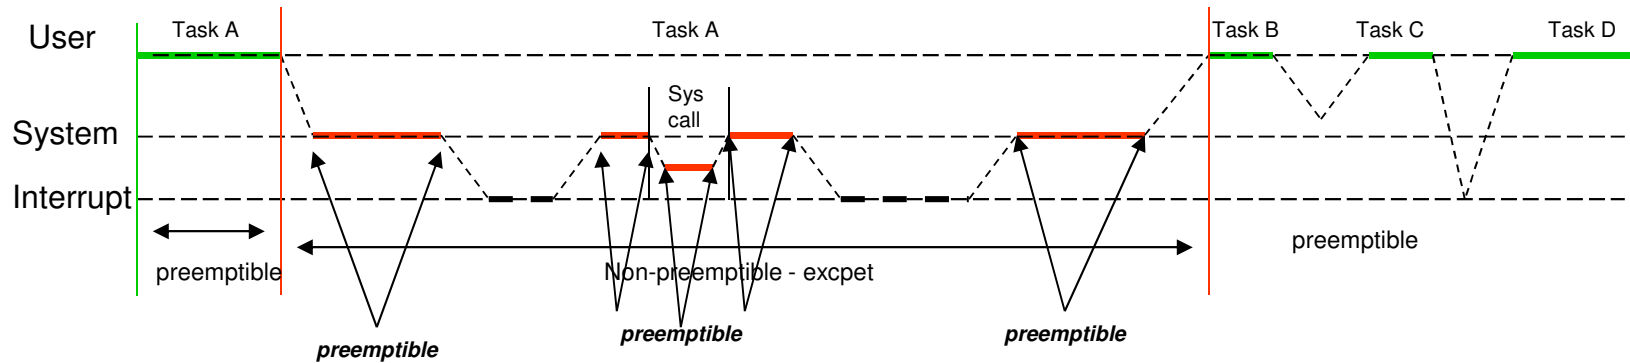 User
Task A
Task A
Task B
Task C
Task D
Sys
call
System
Interrupt
preemptible
Non-preemptible - excpet
preemptible
preemptible
preemptible
preemptible